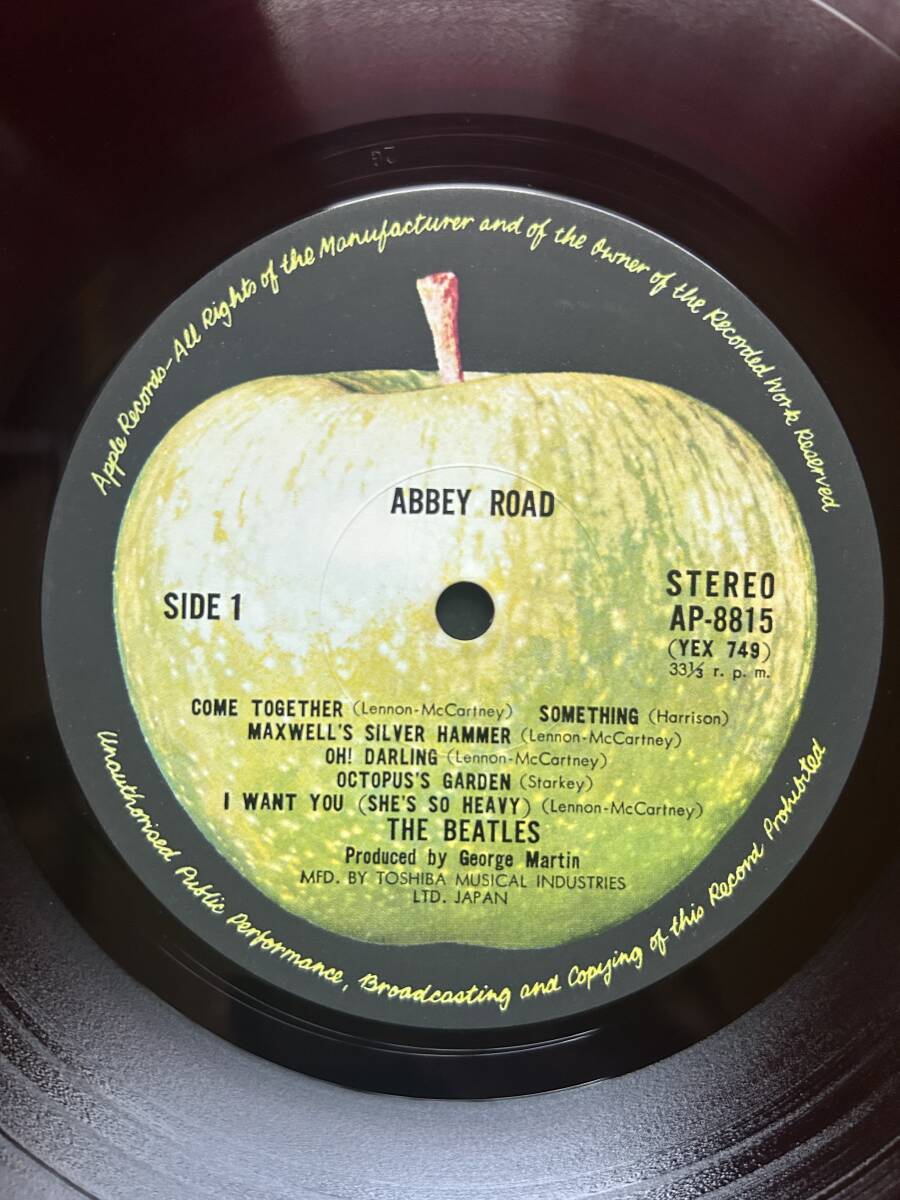 Apple Records-All Rights of the Manufacturer and of the Owner of the Recorded Work Reserved
ABBEY ROAD
SIDE 1
STEREO
AP-8815
(YEX 749)
33⅓ r. p. m.
COME TOGETHER (Lennon-McCartney) SOMETHING (Harrison)
MAXWELL'S SILVER HAMMER (Lennon-McCartney)
OH! DARLING (Lennon-McCartney)
OCTOPUS'S GARDEN (Starkey)
I WANT YOU (SHE'S SO HEAVY) (Lennon-McCartney)
THE BEATLES
Produced by George Martin
MFD. BY TOSHIBA MUSICAL INDUSTRIES
LTD. JAPAN
Unauthorised Public Performance, Broadcasting and Copying of this Record Prohibited